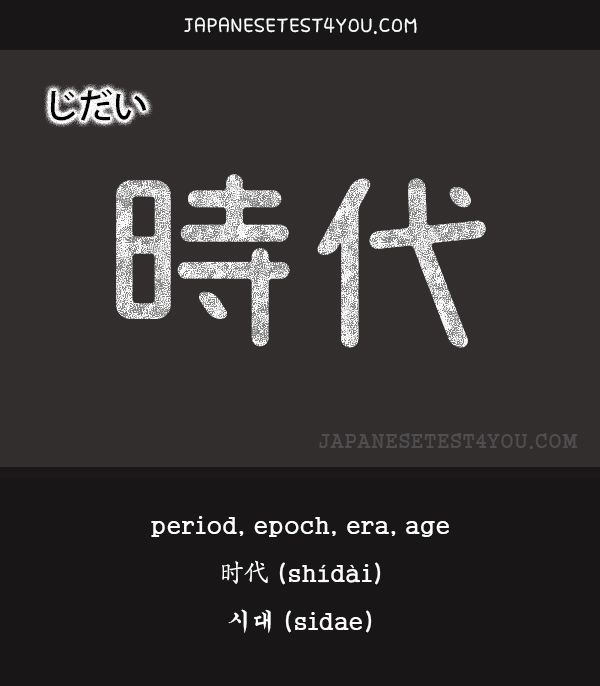 JAPANESETEST4YOU.COM
じだい
時代
JAPANESETEST4YOU.COM
period, epoch, era, age
时代 (shídài)
시대 (sidae)